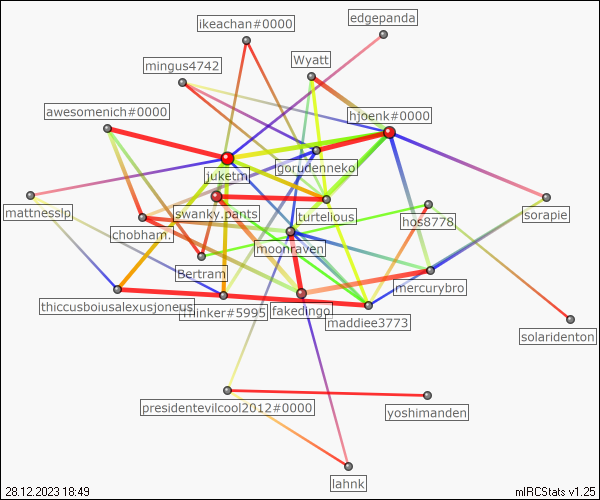 edgepanda
ikeachan#0000
Wyatt
mingus4742
awesomenich#0000
hjoenk#0000
gorudenneko
juketm
mattnesslp
swanky.pants
turtelious
hos8778
sorapie
chobham.
moonraven
Bertram
mercurybro
thiccusboiusalexusjoneus
minker#5995
fakedingo
maddiee3773
solaridenton
presidentevilcool2012#0000
yoshimanden
lahnk
28.12.2023 18:49
mIRCStats v1.25